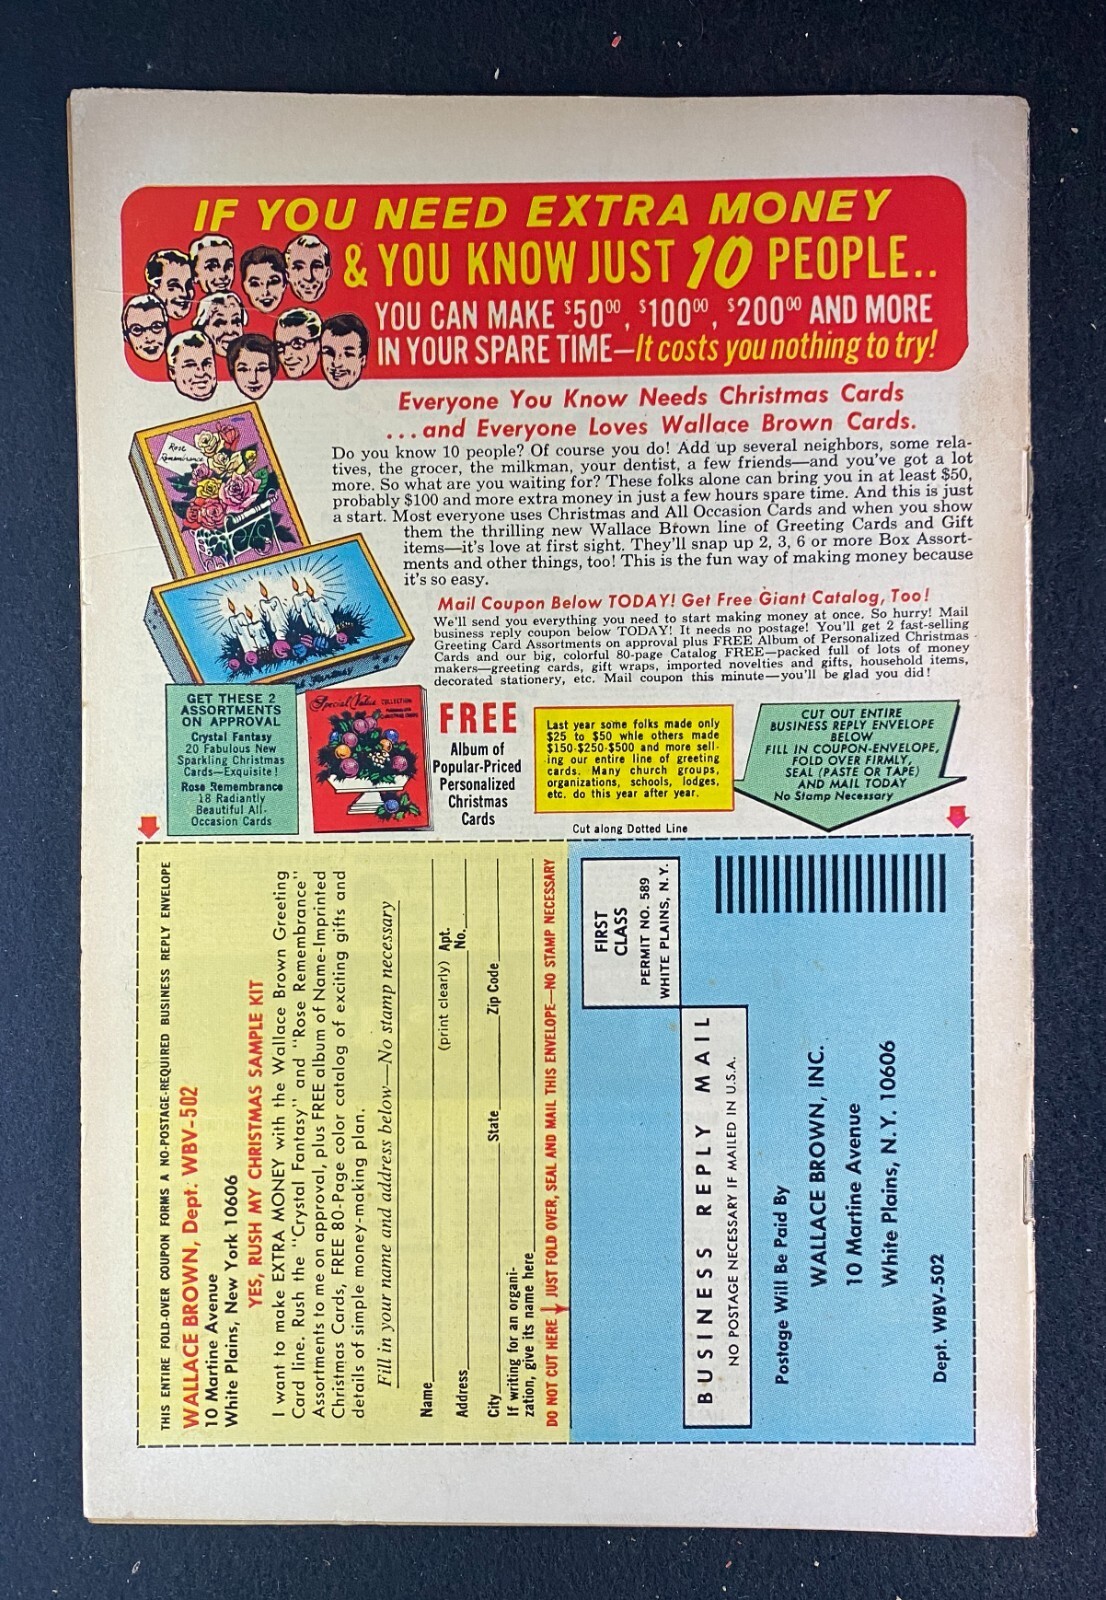 IF YOU NEED EXTRA MONEY
& YOU KNOW JUST 10 PEOPLE..
YOU CAN MAKE $50⁰⁰, $100⁰⁰, $200⁰⁰ AND MORE
IN YOUR SPARE TIME—It costs you nothing to try!
Everyone You Know Needs Christmas Cards
...and Everyone Loves Wallace Brown Cards.
Do you know 10 people? Of course you do! Add up several neighbors, some rela-
tives, the grocer, the milkman, your dentist, a few friends—and you've got a lot
more. So what are you waiting for? These folks alone can bring you in at least $50,
probably $100 and more extra money in just a few hours spare time. And this is just
a start. Most everyone uses Christmas and All Occasion Cards and when you show
them the thrilling new Wallace Brown line of Greeting Cards and Gift
items—it's love at first sight. They'll snap up 2, 3, 6 or more Box Assort-
ments and other things, too! This is the fun way of making money because
it's so easy.
Rose
Remembrance
Mail Coupon Below TODAY! Get Free Giant Catalog, Too!
We'll send you everything you need to start making money at once. So hurry! Mail
business reply coupon below TODAY! It needs no postage! You'll get 2 fast-selling
Greeting Card Assortments on approval plus FREE Album of Personalized Christmas
Cards and our big, colorful 80-page Catalog FREE—packed full of lots of money
makers—greeting cards, gift wraps, imported novelties and gifts, household items,
decorated stationery, etc. Mail coupon this minute—you'll be glad you did!
GET THESE 2
ASSORTMENTS
ON APPROVAL
Crystal Fantasy
20 Fabulous New
Sparkling Christmas
Cards—Exquisite!
Rose Remembrance
18 Radiantly
Beautiful All-
Occasion Cards
Special Value COLLECTION
FREE
Album of
Popular-Priced
Personalized
Christmas
Cards
Last year some folks made only
$25 to $50 while others made
$150-$250-$500 and more sell-
ing our entire line of greeting
cards. Many church groups,
organizations, schools, lodges,
etc. do this year after year.
CUT OUT ENTIRE
BUSINESS REPLY ENVELOPE
BELOW
FILL IN COUPON-ENVELOPE,
FOLD OVER FIRMLY,
SEAL (PASTE OR TAPE)
AND MAIL TODAY
No Stamp Necessary
Cut along Dotted Line
THIS ENTIRE FOLD-OVER COUPON FORMS A NO-POSTAGE-REQUIRED BUSINESS REPLY ENVELOPE
WALLACE BROWN, Dept. WBV-502
10 Martine Avenue
White Plains, New York 10606
YES, RUSH MY CHRISTMAS SAMPLE KIT
I want to make EXTRA MONEY with the Wallace Brown Greeting
Card line. Rush the "Crystal Fantasy" and "Rose Remembrance"
Assortments to me on approval, plus FREE album of Name-Imprinted
Christmas Cards, FREE 80-Page color catalog of exciting gifts and
details of simple money-making plan.
Fill in your name and address below—No stamp necessary
Name
(print clearly)
Address
Apt.
No.
City
State
Zip Code
If writing for an organi-
zation, give its name here
DO NOT CUT HERE JUST FOLD OVER, SEAL AND MAIL THIS ENVELOPE—NO STAMP NECESSARY
FIRST
CLASS
PERMIT NO. 589
WHITE PLAINS, N.Y.
BUSINESS REPLY MAIL
NO POSTAGE NECESSARY IF MAILED IN U.S.A.
Postage Will Be Paid By
WALLACE BROWN, INC.
10 Martine Avenue
White Plains, N. Y. 10606
Dept. WBV-502